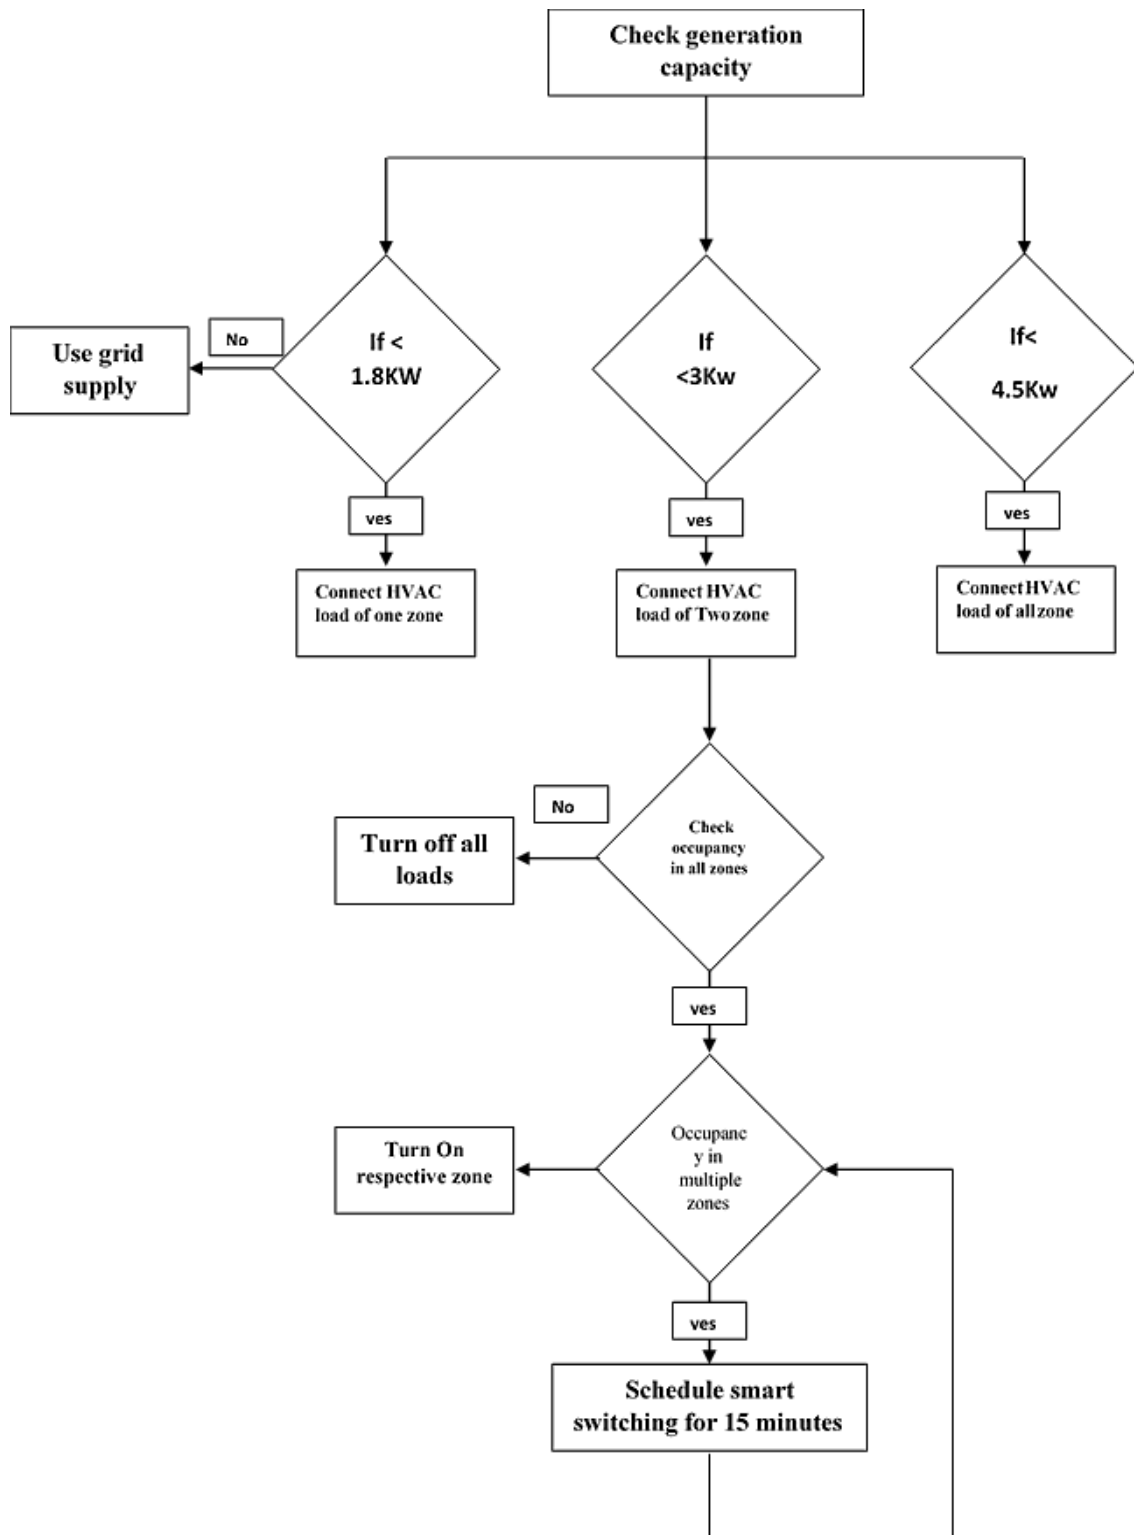 Check generation
capacity
If <
1.8KW
If
<3Kw
If<
4.5Kw
No
Use grid
supply
ves
ves
ves
Connect HVAC
load of one zone
Connect HVAC
load of Two zone
Connect HVAC
load of all zone
No
Check
occupancy
in all zones
Turn off all
loads
ves
Occupanc
y in
multiple
zones
Turn On
respective zone
ves
Schedule smart
switching for 15 minutes